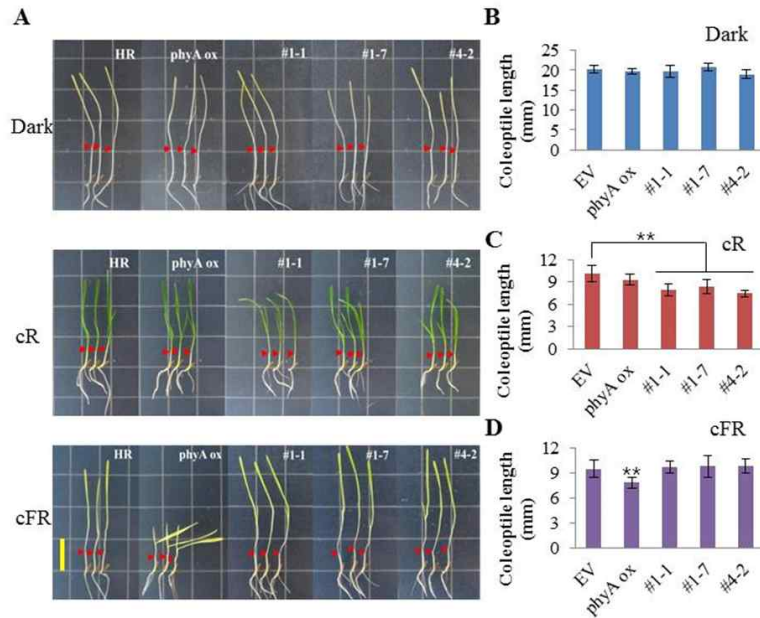 A
HR
phyA ox
#1-1
#1-7
#4-2
Dark
HR
phyA ox
#1-1
#1-7
#4-2
cR
HR
phyA ox
#1-1
#1-7
#4-2
cFR
B
Dark
Coleoptile length
(mm)
25
20
15
10
5
0
EV
phyA ox
#1-1
#1-7
#4-2
C
cR
**
Coleoptile length
(mm)
12
9
6
3
0
EV
phyA ox
#1-1
#1-7
#4-2
D
cFR
**
Coleoptile length
(mm)
12
9
6
3
0
EV
phyA ox
#1-1
#1-7
#4-2